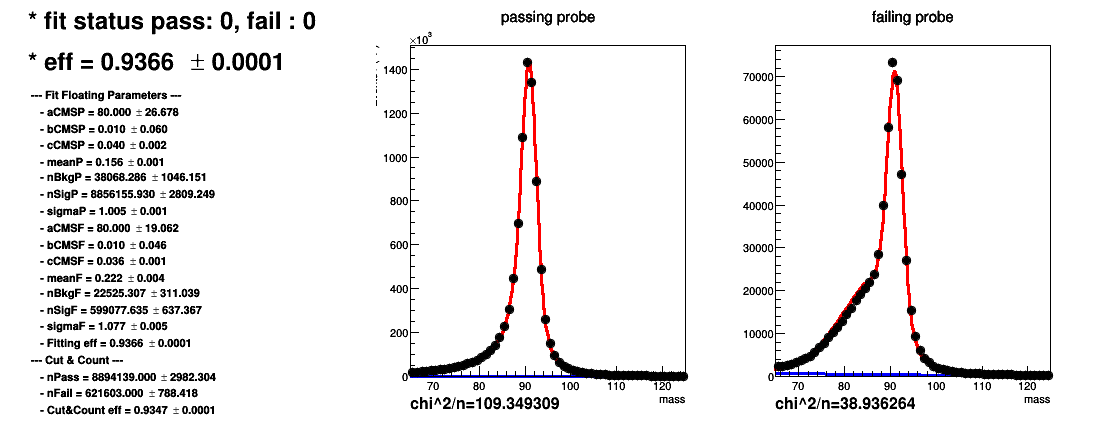 * fit status pass: 0, fail : 0
* eff = 0.9366 ± 0.0001
--- Fit Floating Parameters ---
- aCMSP = 80.000 ± 26.678
- bCMSP = 0.010 ± 0.060
- cCMSP = 0.040 ± 0.002
- meanP = 0.156 ± 0.001
- nBkgP = 38068.286 ± 1046.151
- nSigP = 8856155.930 ± 2809.249
- sigmaP = 1.005 ± 0.001
- aCMSF = 80.000 ± 19.062
- bCMSF = 0.010 ± 0.046
- cCMSF = 0.036 ± 0.001
- meanF = 0.222 ± 0.004
- nBkgF = 22525.307 ± 311.039
- nSigF = 599077.635 ± 637.367
- sigmaF = 1.077 ± 0.005
- Fitting eff = 0.9366 ± 0.0001
--- Cut & Count ---
- nPass = 8894139.000 ± 2982.304
- nFail = 621603.000 ± 788.418
- Cut&Count eff = 0.9347 ± 0.0001
passing probe
×10³
1400
1200
1000
800
600
400
200
0
70 80 90 100 110 120
mass
chi^2/n=109.349309
failing probe
70000
60000
50000
40000
30000
20000
10000
0
70 80 90 100 110 120
mass
chi^2/n=38.936264